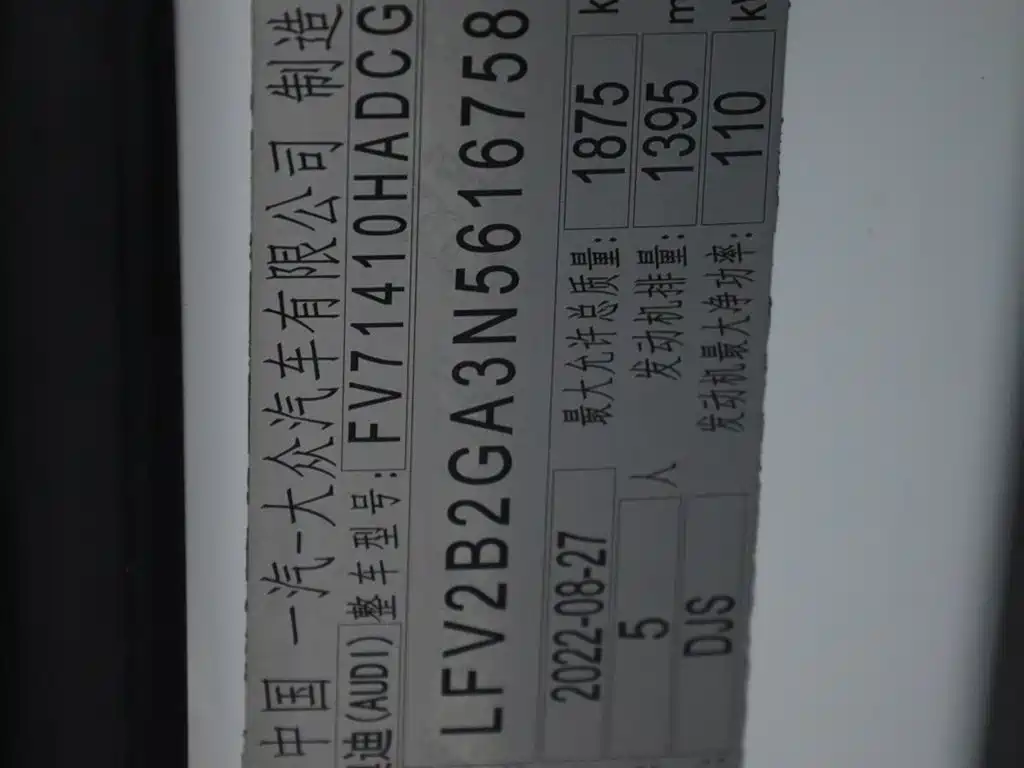 中国 一汽-大众汽车有限公司 制造
迪(AUDI) 整车型号: FV71410HADCG
LFV2B2GA3N5616758
2022-08-27 最大允许总质量: 1875 k
5 人 发动机排量: 1395 m
DJS 发动机最大净功率: 110 k